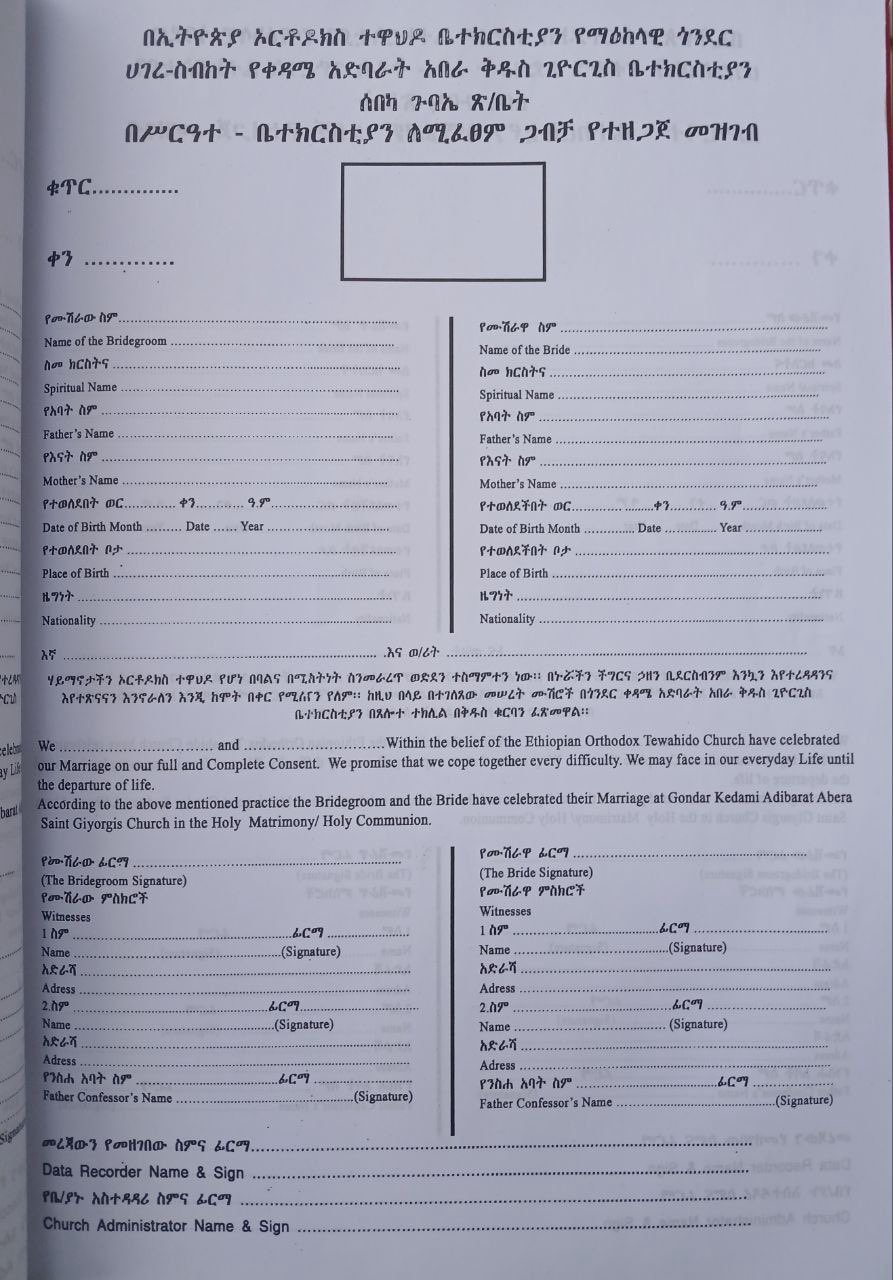 በኢትዮጵያ ኦርቶዶክስ ተዋህዶ ቤተክርስቲያን የማዕከላዊ ጎንደር
ሀገረ-ስብከት የቀዳሜ አድባራት አበራ ቅዱስ ጊዮርጊስ ቤተክርስቲያን
ሰበካ ጉባኤ ጽ/ቤት
በሥርዓተ - ቤተክርስቲያን ለሚፈፀም ጋብቻ የተዘጋጀ መዝገብ
ቁጥር..............
ቀን .............
የሙሽራው ስም....................
Name of the Bridegroom ....................
ስመ ክርስትና ....................
Spiritual Name ....................
የአባት ስም ....................
Father's Name ....................
የእናት ስም ....................
Mother's Name ....................
የተወለደበት ወር............ ቀን............ ዓ.ም....................
Date of Birth Month ......... Date ...... Year ....................
የተወለደበት ቦታ ....................
Place of Birth ....................
ዜግነት ....................
Nationality ....................
የሙሽራዋ ስም ....................
Name of the Bride ....................
ስመ ክርስትና ....................
Spiritual Name ....................
የአባት ስም ....................
Father's Name ....................
የእናት ስም ....................
Mother's Name ....................
የተወለደችበት ወር....................ቀን............ ዓ.ም ....................
Date of Birth Month ............. Date ............. Year ....................
የተወለደችበት ቦታ ....................
Place of Birth ....................
ዜግነት ....................
Nationality ....................
እኛ .................... .እና ወ/ሪት ....................
ሃይማኖታችን ኦርቶዶክስ ተዋህዶ የሆነ በባልና በሚስትነት ስንመራረጥ ወድደን ተስማምተን ነው። በኑሯችን ችግርና ኃዘን ቢደርስብንም እንኳን እየተረዳዳንና
እየተጽናናን እንኖራለን እንጂ ከሞት በቀር የሚለየን የለም። ከዚህ በላይ በተገለጸው መሠረት ሙሽሮች በጎንደር ቀዳሜ አድባራት አበራ ቅዱስ ጊዮርጊስ
ቤተክርስቲያን በጸሎተ ተክሊል በቅዱስ ቁርባን ፈጽመዋል።
We .......................... and ..........................Within the belief of the Ethiopian Orthodox Tewahido Church have celebrated
our Marriage on our full and Complete Consent. We promise that we cope together every difficulty. We may face in our everyday Life until
the departure of life.
According to the above mentioned practice the Bridegroom and the Bride have celebrated their Marriage at Gondar Kedami Adibarat Abera
Saint Giyorgis Church in the Holy Matrimony/ Holy Communion.
የሙሽራው ፊርማ ....................
(The Bridegroom Signature)
የሙሽራው ምስክሮች
Witnesses
1 ስም ....................ፊርማ ....................
Name ....................(Signature)
አድራሻ ....................
Adress ....................
2.ስም ....................ፊርማ....................
Name ....................(Signature)
አድራሻ ....................
Adress ....................
የንስሐ አባት ስም ....................ፊርማ ....................
Father Confessor's Name ....................(Signature)
የሙሽራዋ ፊርማ ....................
(The Bride Signature)
የሙሽራዋ ምስክሮች
Witnesses
1 ስም ....................ፊርማ ....................
Name ....................(Signature)
አድራሻ ....................
Adress ....................
2.ስም ....................ፊርማ ....................
Name .................... (Signature)
አድራሻ ....................
Adress ....................
የንስሐ አባት ስም ....................ፊርማ ....................
Father Confessor's Name ....................(Signature)
መረጃውን የመዘገበው ስምና ፊርማ....................
Data Recorder Name & Sign ....................
የቤ/ያኑ አስተዳዳሪ ስምና ፊርማ ....................
Church Administrator Name & Sign ....................